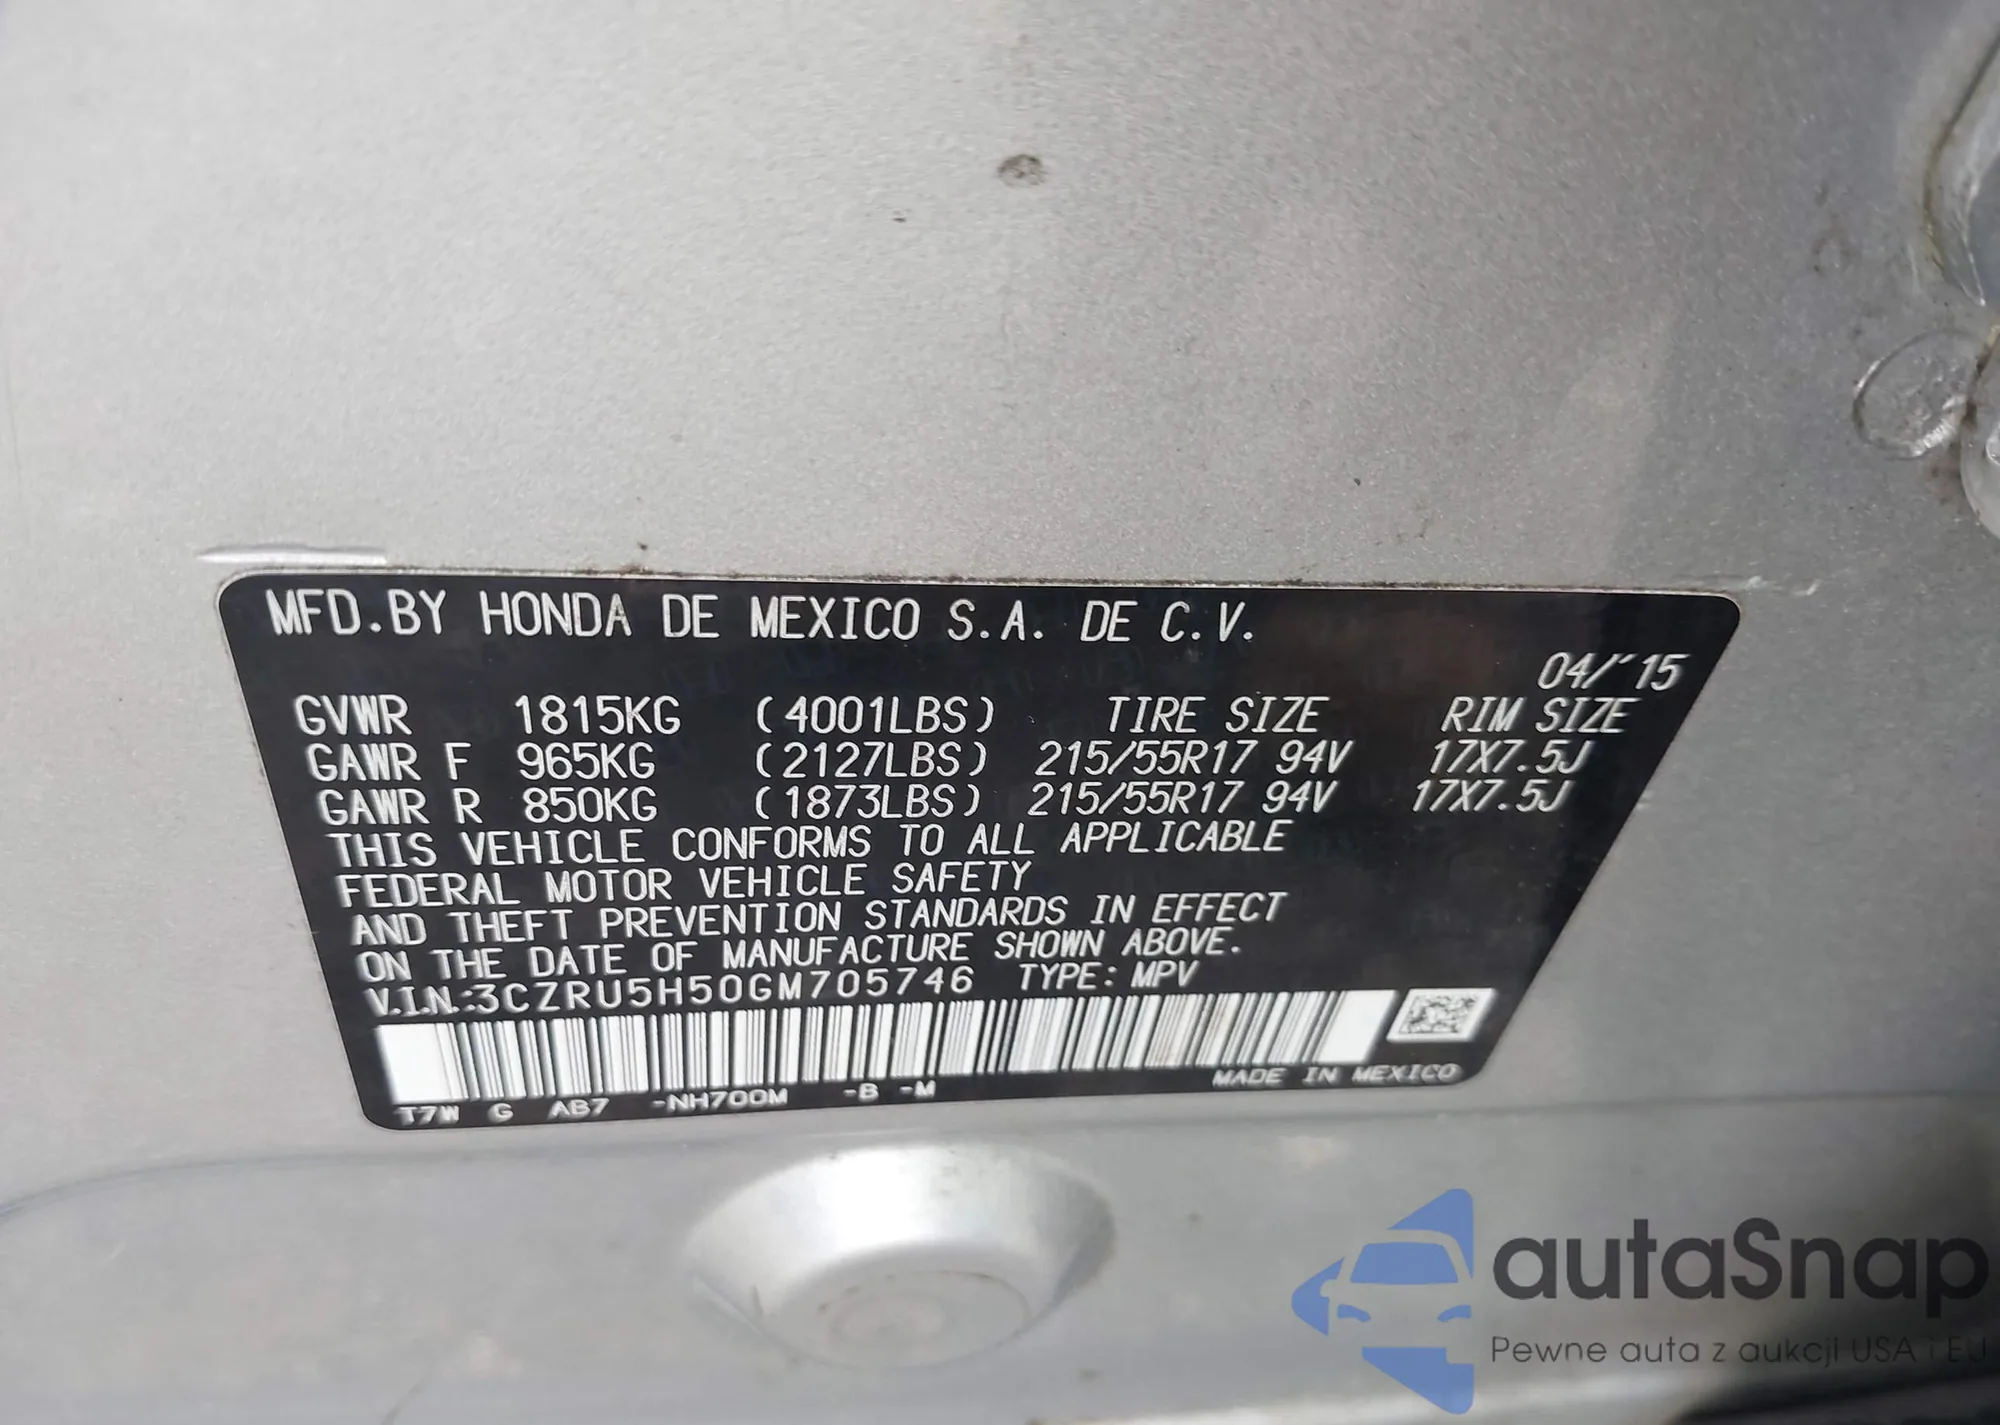 MFD.BY HONDA DE MEXICO S.A. DE C.V.
04/'15
GVWR 1815KG (4001LBS) TIRE SIZE RIM SIZE
GAWR F 965KG (2127LBS) 215/55R17 94V 17X7.5J
GAWR R 850KG (1873LBS) 215/55R17 94V 17X7.5J
THIS VEHICLE CONFORMS TO ALL APPLICABLE
FEDERAL MOTOR VEHICLE SAFETY
AND THEFT PREVENTION STANDARDS IN EFFECT
ON THE DATE OF MANUFACTURE SHOWN ABOVE.
V.I.N.:3CZRU5H50GM705746 TYPE: MPV
MADE IN MEXICO
T7W G AB7 -NH700M -B -M
autaSnap
Pewne auta z aukcji USA i EU